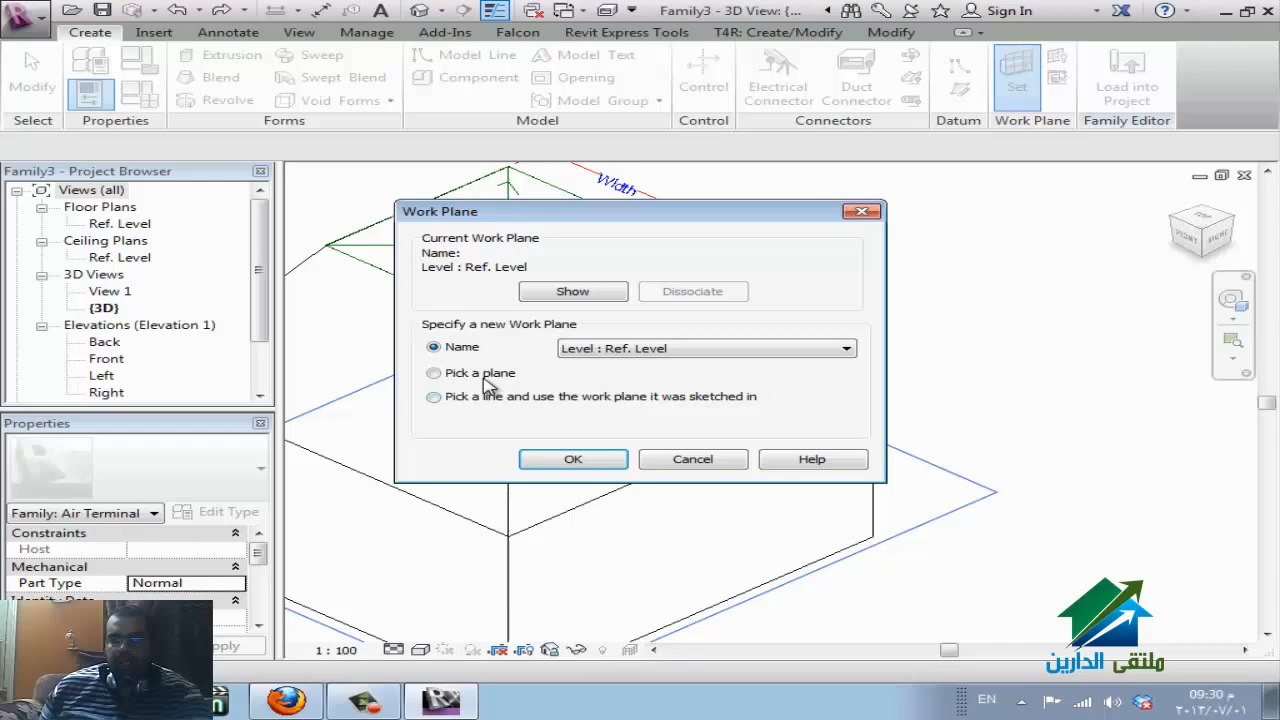 Family3 - 3D View: {...
Sign In
Create Insert Annotate View Manage Add-Ins Falcon Revit Express Tools T4R: Create/Modify Modify
Extrusion Sweep Model Line Model Text
Modify Blend Swept Blend Component Opening Control Electrical Connector Duct Connector Set Load into Project
Revolve Void Forms Model Group
Select Properties Forms Model Control Connectors Datum Work Plane Family Editor
Family3 - Project Browser
Views (all)
Floor Plans
Ref. Level
Ceiling Plans
Ref. Level
3D Views
View 1
{3D}
Elevations (Elevation 1)
Back
Front
Left
Right
Properties
Family: Air Terminal Edit Type
Constraints
Host
Mechanical
Part Type Normal
Width
TOP
FRONT
RIGHT
Work Plane
Current Work Plane
Name:
Level : Ref. Level
Show Dissociate
Specify a new Work Plane
Name Level : Ref. Level
Pick a plane
Pick a line and use the work plane it was sketched in
OK Cancel Help
1 : 100
ملتقى الدارين
EN
09:30 م
٢٠١٣/٠٧/٠١